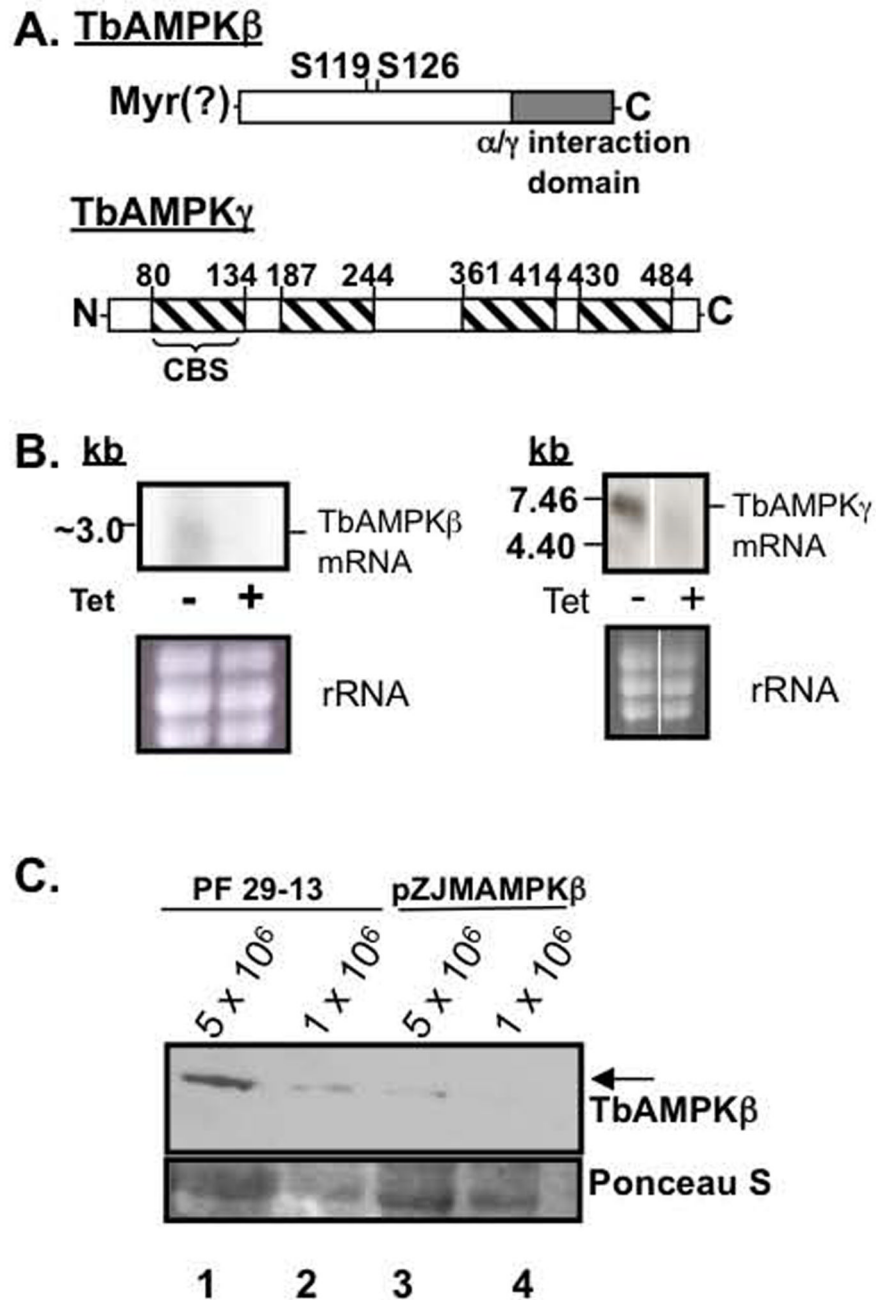 A. TbAMPKβ
S119 S126
Myr(?) C
α/γ interaction
domain
TbAMPKγ
80 134 187 244 361 414 430 484
N C
CBS
B. kb kb
~3.0 TbAMPKβ
mRNA
7.46 TbAMPKγ
4.40 mRNA
Tet - + Tet - +
rRNA rRNA
C.
PF 29-13 pZJMAMPKβ
5 x 10⁶ 1 x 10⁶ 5 x 10⁶ 1 x 10⁶
TbAMPKβ
Ponceau S
1 2 3 4